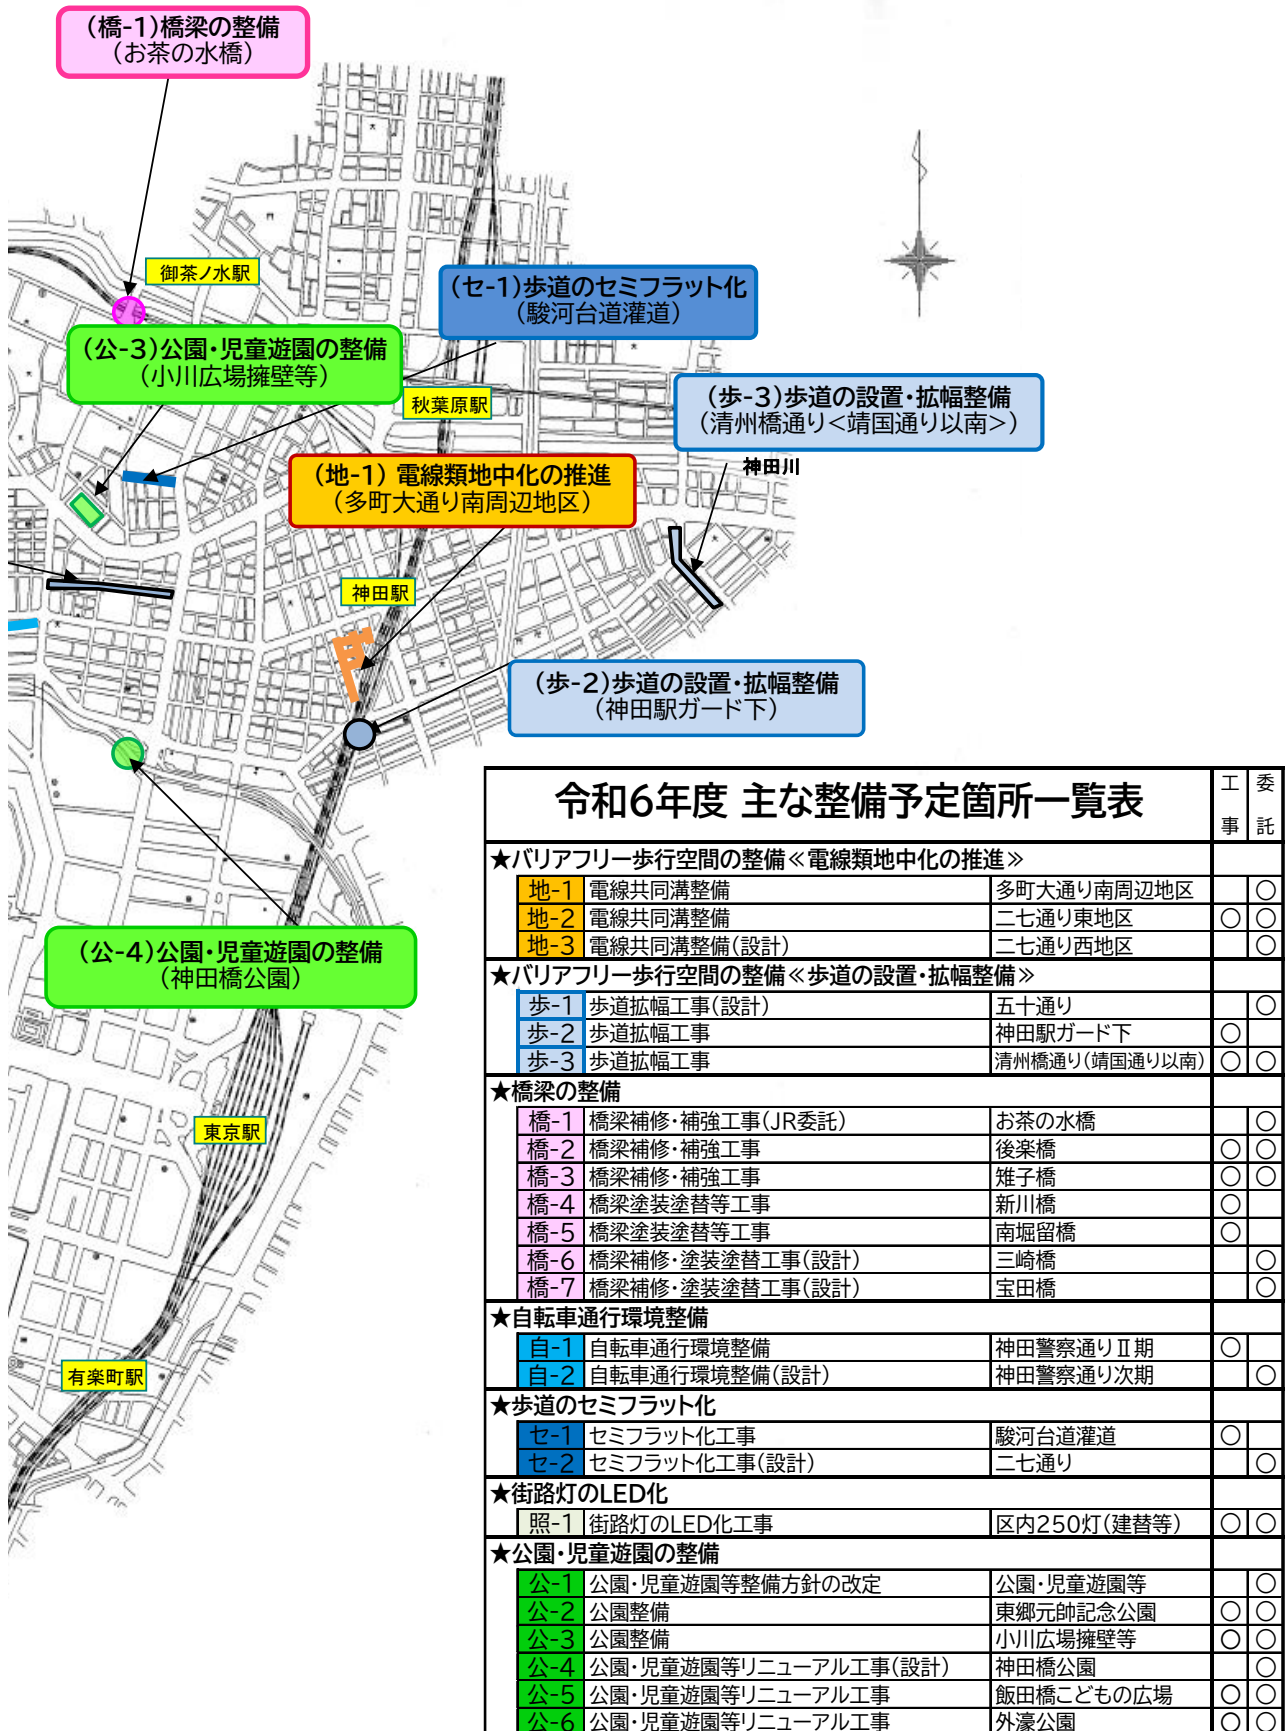 (橋-1)橋梁の整備
(お茶の水橋)
御茶ノ水駅
(セ-1)歩道のセミフラット化
(駿河台道灌道)
(公-3)公園・児童遊園の整備
(小川広場擁壁等)
秋葉原駅
(歩-3)歩道の設置・拡幅整備
(清州橋通り<靖国通り以南>)
神田川
(地-1) 電線類地中化の推進
(多町大通り南周辺地区)
神田駅
(歩-2)歩道の設置・拡幅整備
(神田駅ガード下)
(公-4)公園・児童遊園の整備
(神田橋公園)
東京駅
有楽町駅
令和6年度 主な整備予定箇所一覧表 工事 委託
★バリアフリー歩行空間の整備≪電線類地中化の推進≫
地-1 電線共同溝整備 多町大通り南周辺地区 ○
地-2 電線共同溝整備 二七通り東地区 ○ ○
地-3 電線共同溝整備(設計) 二七通り西地区 ○
★バリアフリー歩行空間の整備≪歩道の設置・拡幅整備≫
歩-1 歩道拡幅工事(設計) 五十通り ○
歩-2 歩道拡幅工事 神田駅ガード下 ○
歩-3 歩道拡幅工事 清州橋通り(靖国通り以南) ○ ○
★橋梁の整備
橋-1 橋梁補修・補強工事(JR委託) お茶の水橋 ○
橋-2 橋梁補修・補強工事 後楽橋 ○ ○
橋-3 橋梁補修・補強工事 雉子橋 ○ ○
橋-4 橋梁塗装塗替等工事 新川橋 ○
橋-5 橋梁塗装塗替等工事 南堀留橋 ○
橋-6 橋梁補修・塗装塗替工事(設計) 三崎橋 ○
橋-7 橋梁補修・塗装塗替工事(設計) 宝田橋 ○
★自転車通行環境整備
自-1 自転車通行環境整備 神田警察通りⅡ期 ○
自-2 自転車通行環境整備(設計) 神田警察通り次期 ○
★歩道のセミフラット化
セ-1 セミフラット化工事 駿河台道灌道 ○
セ-2 セミフラット化工事(設計) 二七通り ○
★街路灯のLED化
照-1 街路灯のLED化工事 区内250灯(建替等) ○ ○
★公園・児童遊園の整備
公-1 公園・児童遊園等整備方針の改定 公園・児童遊園等 ○
公-2 公園整備 東郷元帥記念公園 ○ ○
公-3 公園整備 小川広場擁壁等 ○ ○
公-4 公園・児童遊園等リニューアル工事(設計) 神田橋公園 ○
公-5 公園・児童遊園等リニューアル工事 飯田橋こどもの広場 ○ ○
公-6 公園・児童遊園等リニューアル工事 外濠公園 ○ ○